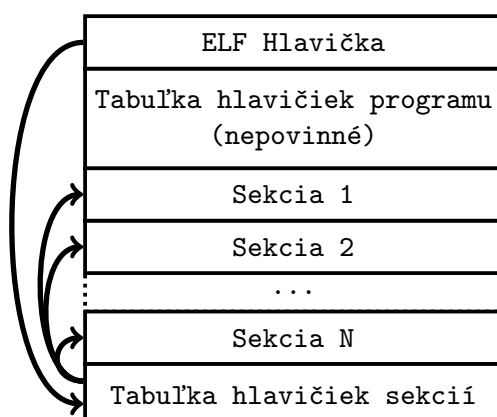 ELF Hlavička
Tabuľka hlavičiek programu
(nepovinné)
Sekcia 1
Sekcia 2
...
Sekcia N
Tabuľka hlavičiek sekcií